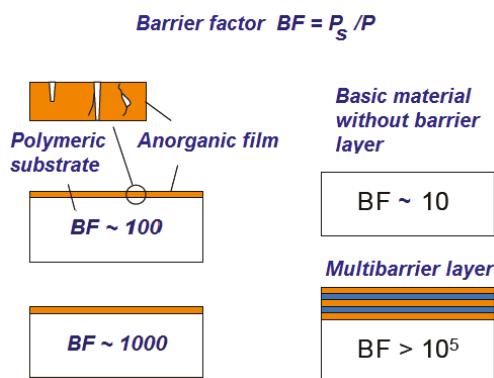 Barrier factor BF = Pₛ /P
Polymeric substrate
Anorganic film
BF ~ 100
BF ~ 1000
Basic material
without barrier
layer
BF ~ 10
Multibarrier layer
BF > 10⁵